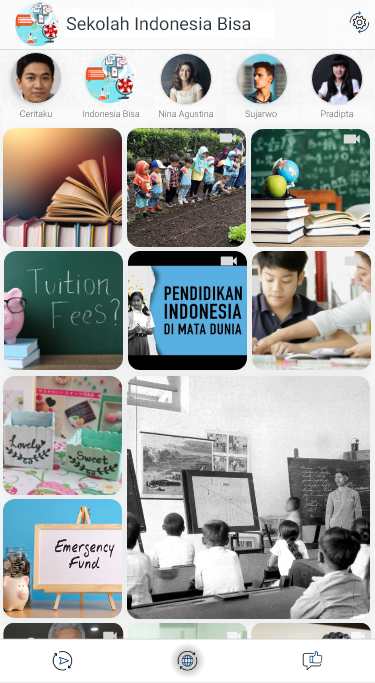 Sekolah Indonesia Bisa
Ceritaku
Indonesia Bisa
Nina Agustina
Sujarwo
Pradipta
Tuition
Fees?
PENDIDIKAN
INDONESIA
DI MATA DUNIA
Lovely
Sweet
Emergency
Fund